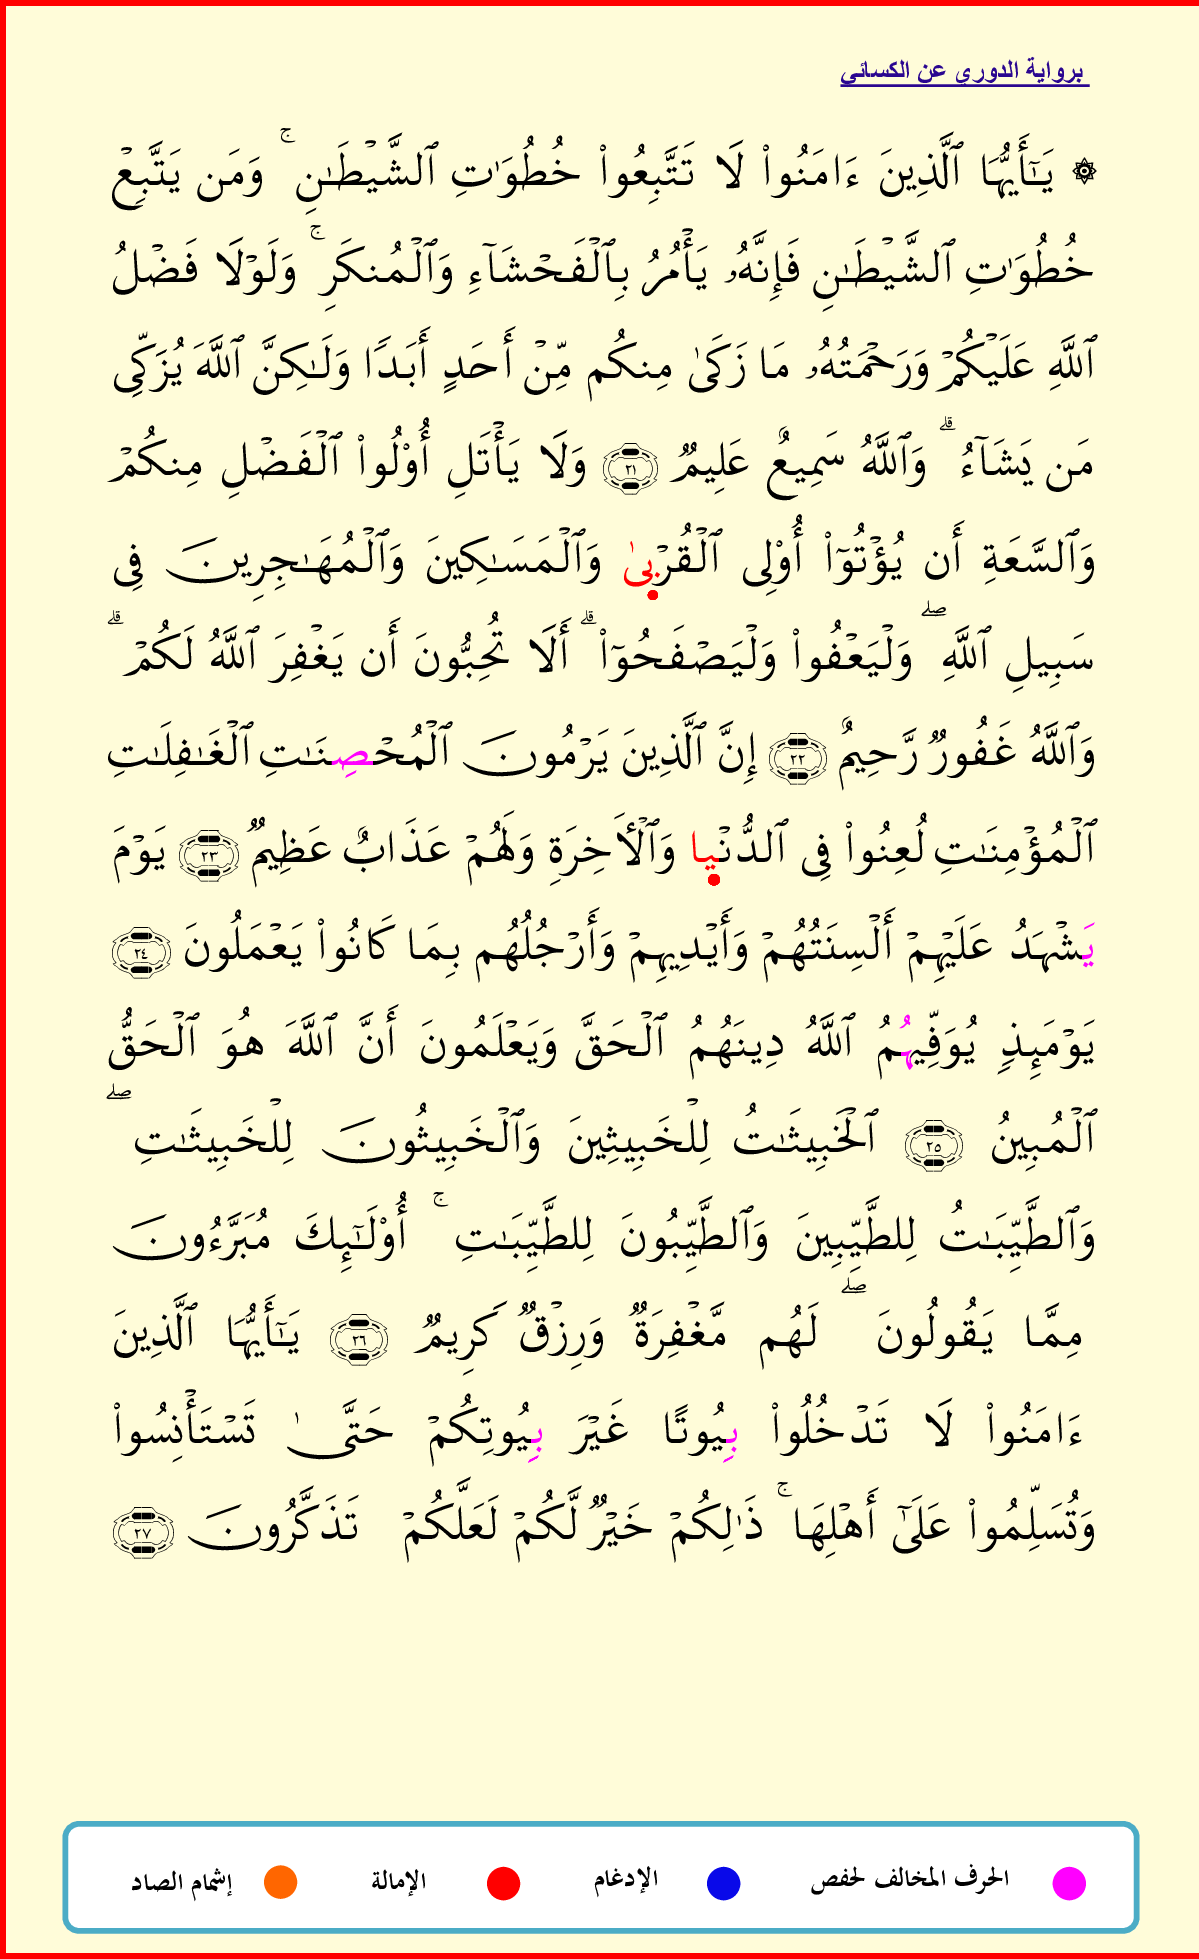 برواية الدوري عن الكسائي
۞ يَـٰٓأَيُّهَا ٱلَّذِينَ ءَامَنُوا۟ لَا تَتَّبِعُوا۟ خُطُوَٰتِ ٱلشَّيْطَـٰنِ ۚ وَمَن يَتَّبِعْ
خُطُوَٰتِ ٱلشَّيْطَـٰنِ فَإِنَّهُۥ يَأْمُرُ بِٱلْفَحْشَآءِ وَٱلْمُنكَرِ ۚ وَلَوْلَا فَضْلُ
ٱللَّهِ عَلَيْكُمْ وَرَحْمَتُهُۥ مَا زَكَىٰ مِنكُم مِّنْ أَحَدٍ أَبَدًا وَلَـٰكِنَّ ٱللَّهَ يُزَكِّى
مَن يَشَآءُ ۗ وَٱللَّهُ سَمِيعٌ عَلِيمٌ ٢١ وَلَا يَأْتَلِ أُو۟لُوا۟ ٱلْفَضْلِ مِنكُمْ
وَٱلسَّعَةِ أَن يُؤْتُوٓا۟ أُو۟لِى ٱلْقُرْبىٰ وَٱلْمَسَـٰكِينَ وَٱلْمُهَـٰجِرِينَ فِى
سَبِيلِ ٱللَّهِ ۖ وَلْيَعْفُوا۟ وَلْيَصْفَحُوٓا۟ ۗ أَلَا تُحِبُّونَ أَن يَغْفِرَ ٱللَّهُ لَكُمْ ۗ
وَٱللَّهُ غَفُورٌ رَّحِيمٌ ٢٢ إِنَّ ٱلَّذِينَ يَرْمُونَ ٱلْمُحْصِنَـٰتِ ٱلْغَـٰفِلَـٰتِ
ٱلْمُؤْمِنَـٰتِ لُعِنُوا۟ فِى ٱلدُّنْيا وَٱلْـَٔاخِرَةِ وَلَهُمْ عَذَابٌ عَظِيمٌ ٢٣ يَوْمَ
يَشْهَدُ عَلَيْهِمْ أَلْسِنَتُهُمْ وَأَيْدِيهِمْ وَأَرْجُلُهُم بِمَا كَانُوا۟ يَعْمَلُونَ ٢٤
يَوْمَئِذٍ يُوَفِّيهُمُ ٱللَّهُ دِينَهُمُ ٱلْحَقَّ وَيَعْلَمُونَ أَنَّ ٱللَّهَ هُوَ ٱلْحَقُّ
ٱلْمُبِينُ ٢٥ ٱلْخَبِيثَـٰتُ لِلْخَبِيثِينَ وَٱلْخَبِيثُونَ لِلْخَبِيثَـٰتِ ۖ
وَٱلطَّيِّبَـٰتُ لِلطَّيِّبِينَ وَٱلطَّيِّبُونَ لِلطَّيِّبَـٰتِ ۚ أُو۟لَـٰٓئِكَ مُبَرَّءُونَ
مِمَّا يَقُولُونَ ۖ لَهُم مَّغْفِرَةٌ وَرِزْقٌ كَرِيمٌ ٢٦ يَـٰٓأَيُّهَا ٱلَّذِينَ
ءَامَنُوا۟ لَا تَدْخُلُوا۟ بِيُوتًا غَيْرَ بِيُوتِكُمْ حَتَّىٰ تَسْتَأْنِسُوا۟
وَتُسَلِّمُوا۟ عَلَىٰٓ أَهْلِهَا ۚ ذَٰلِكُمْ خَيْرٌ لَّكُمْ لَعَلَّكُمْ تَذَكَّرُونَ ٢٧
الحرف المخالف لحفص الإدغام الإمالة إشمام الصاد